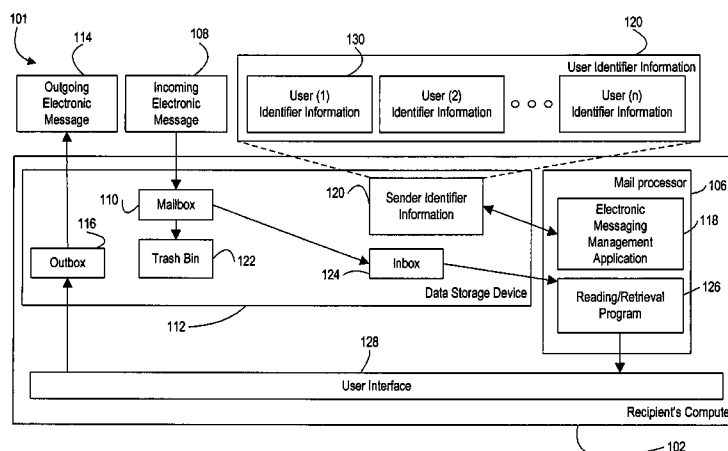 101
114
108
120
130
User Identifier Information
Outgoing
Electronic
Message
Incoming
Electronic
Message
User (1)
Identifier Information
User (2)
Identifier Information
User (n)
Identifier Information
Mail processor
106
110
Mailbox
120
Sender Identifier
Information
Electronic
Messaging
Management
Application
118
116
Outbox
Trash Bin
122
Inbox
124
Data Storage Device
Reading/Retrieval
Program
126
112
128
User Interface
Recipient's Compute
102